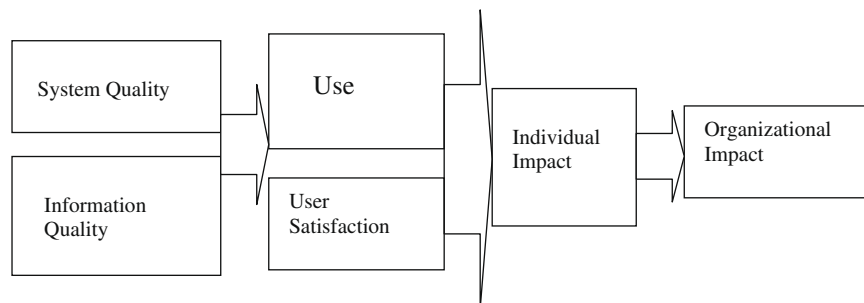 System Quality
Information
Quality
Use
User
Satisfaction
Individual
Impact
Organizational
Impact